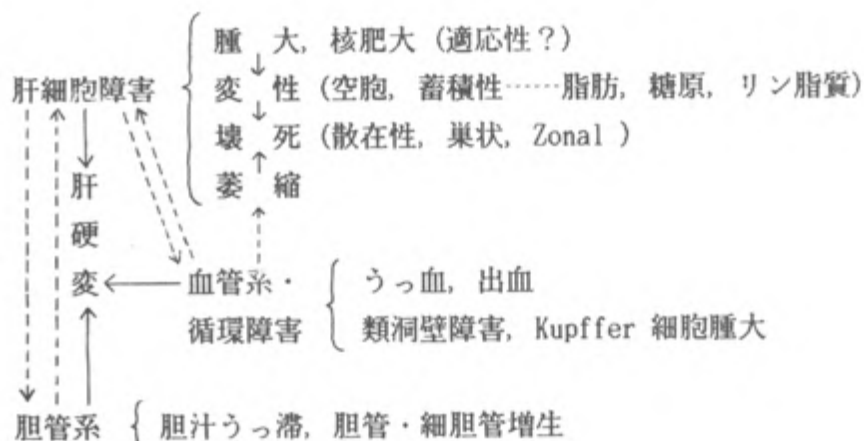 腫 大, 核肥大 (適応性?)
肝細胞障害
変 性 (空胞, 蓄積性……脂肪, 糖原, リン脂質)
壊 死 (散在性, 巣状, Zonal )
萎 縮
肝硬変
血管系・
循環障害
うっ血, 出血
類洞壁障害, Kupffer 細胞腫大
胆管系
胆汁うっ滞, 胆管・細胆管増生